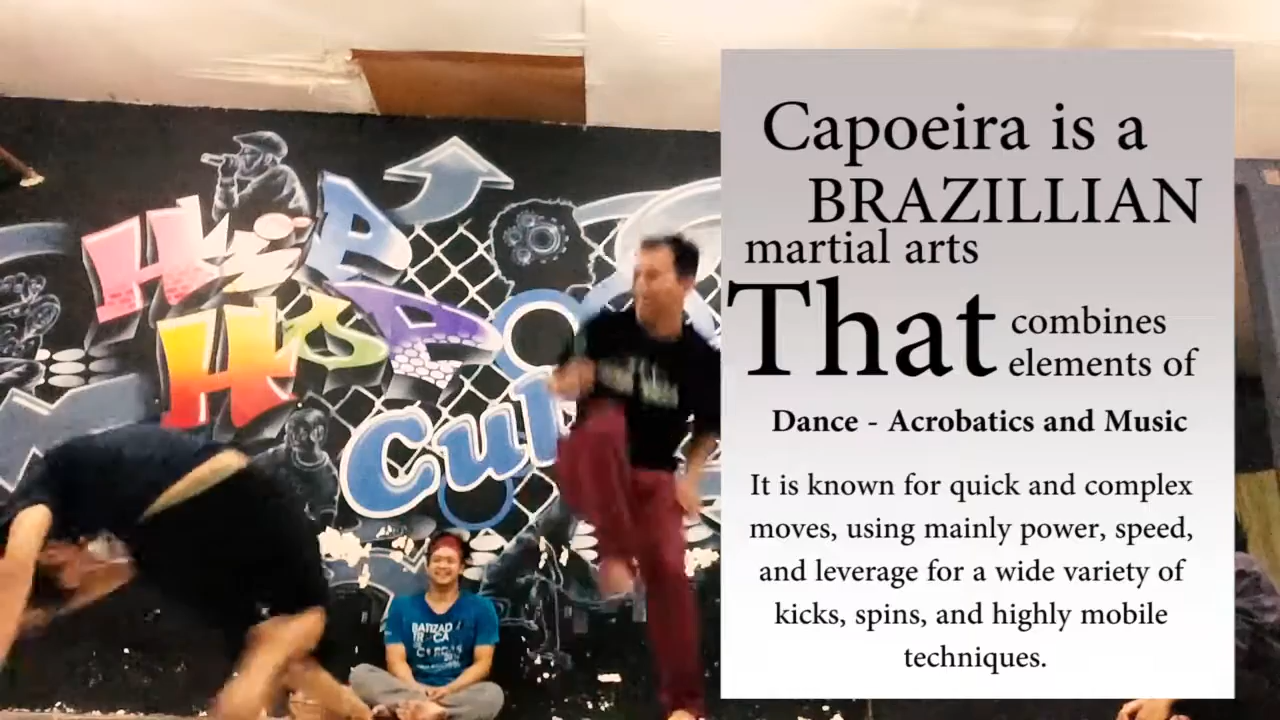 Capoeira is a
BRAZILLIAN
martial arts
That combines
elements of
Dance - Acrobatics and Music
It is known for quick and complex
moves, using mainly power, speed,
and leverage for a wide variety of
kicks, spins, and highly mobile
techniques.
HiP
HOP
BATIZAD